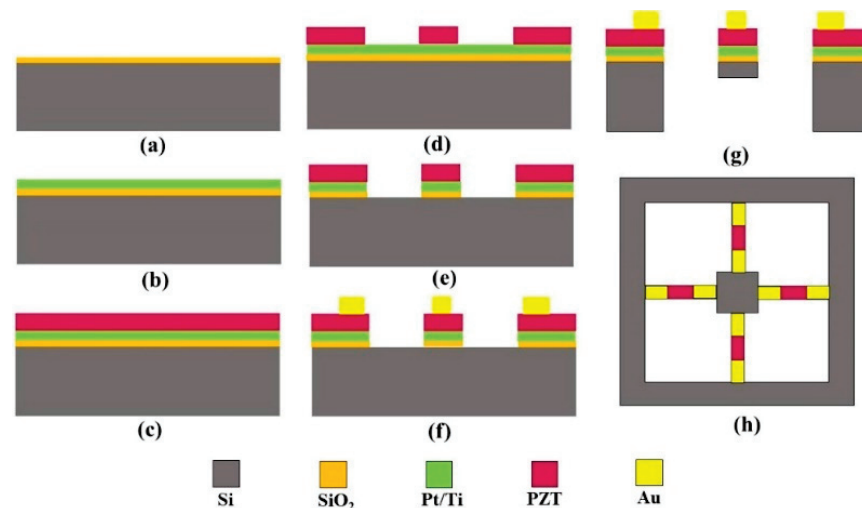 (a)
(b)
(c)
(d)
(e)
(f)
(g)
(h)
Si SiO₂ Pt/Ti PZT Au